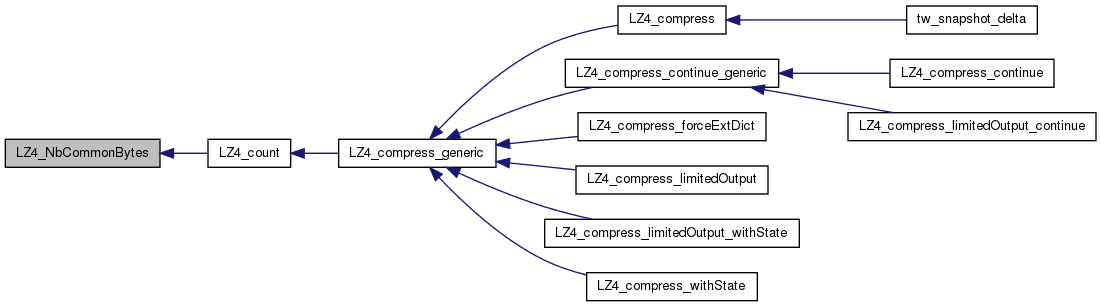 LZ4_compress
tw_snapshot_delta
LZ4_compress_continue_generic
LZ4_compress_continue
LZ4_compress_forceExtDict
LZ4_compress_limitedOutput_continue
LZ4_NbCommonBytes
LZ4_count
LZ4_compress_generic
LZ4_compress_limitedOutput
LZ4_compress_limitedOutput_withState
LZ4_compress_withState